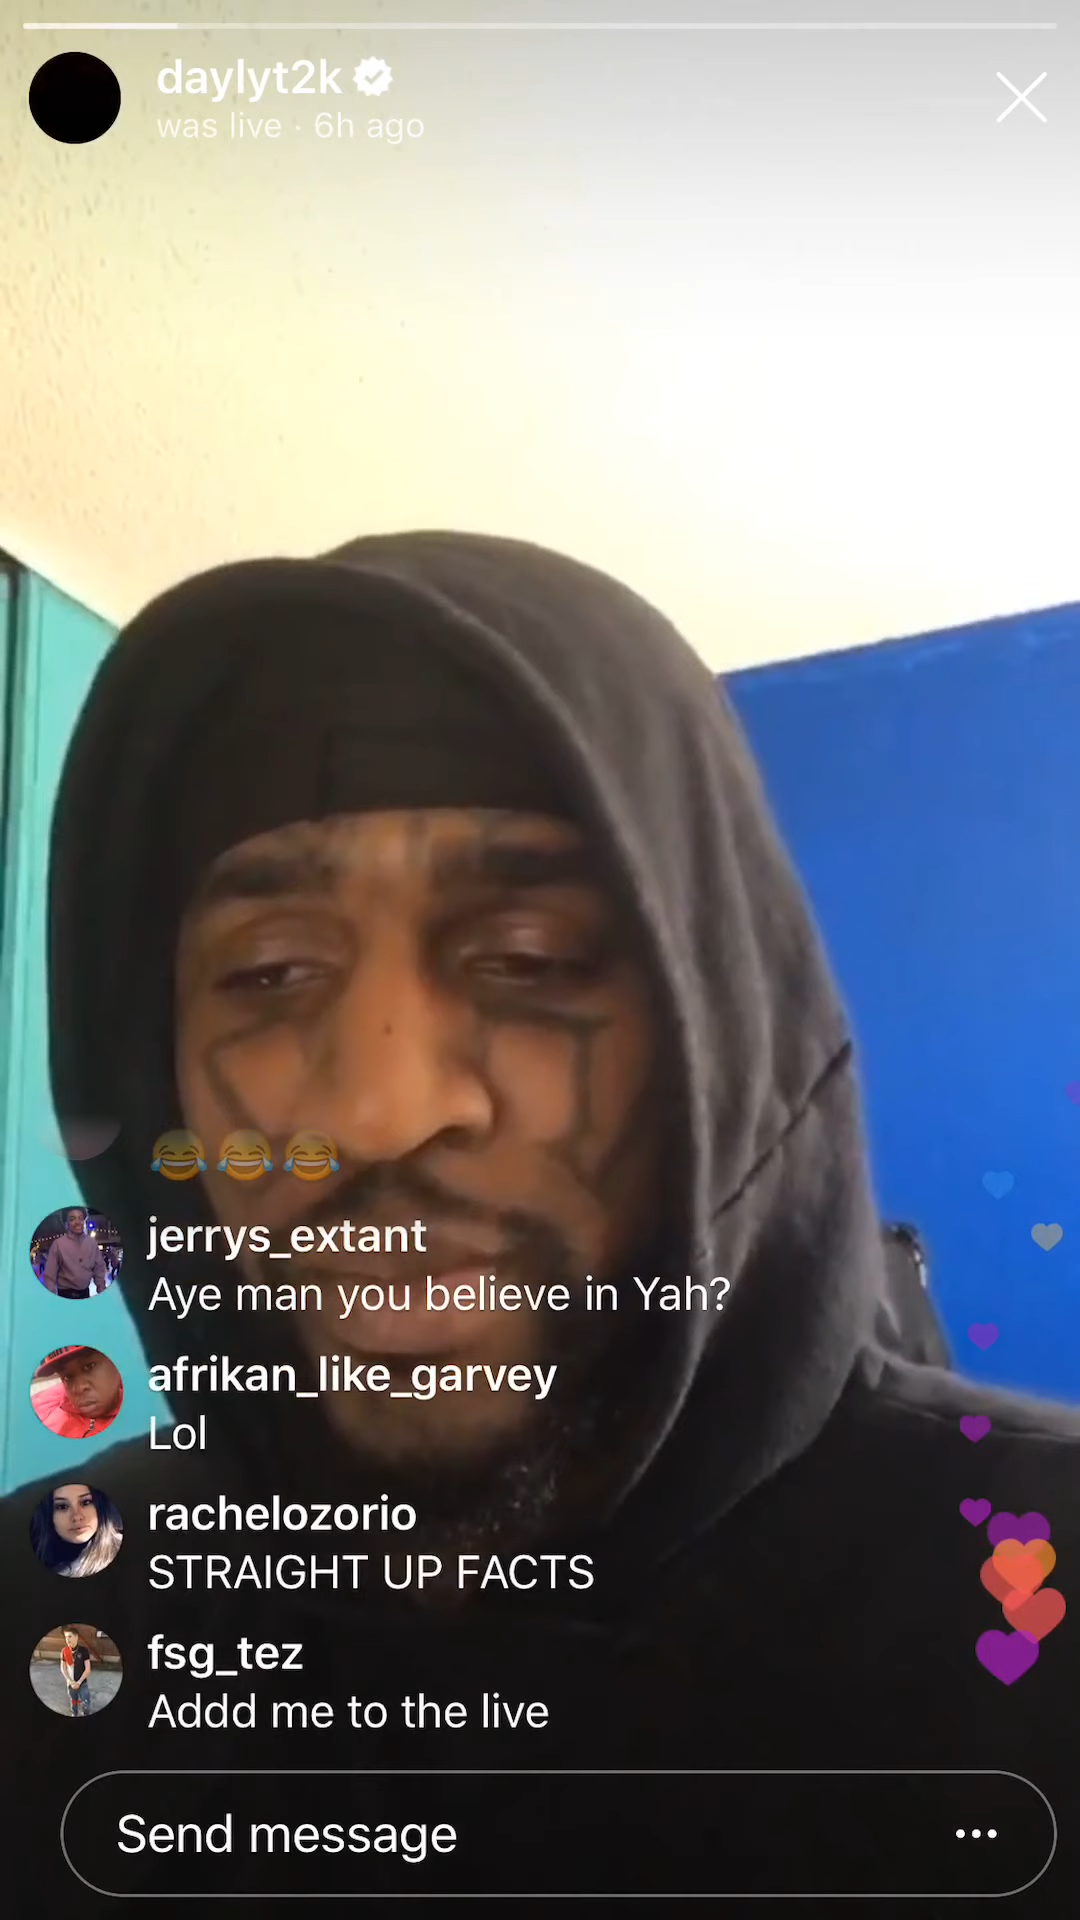 daylyt2k
was live · 6h ago
😂😂😂
jerrys_extant
Aye man you believe in Yah?
afrikan_like_garvey
Lol
rachelozorio
STRAIGHT UP FACTS
fsg_tez
Addd me to the live
Send message